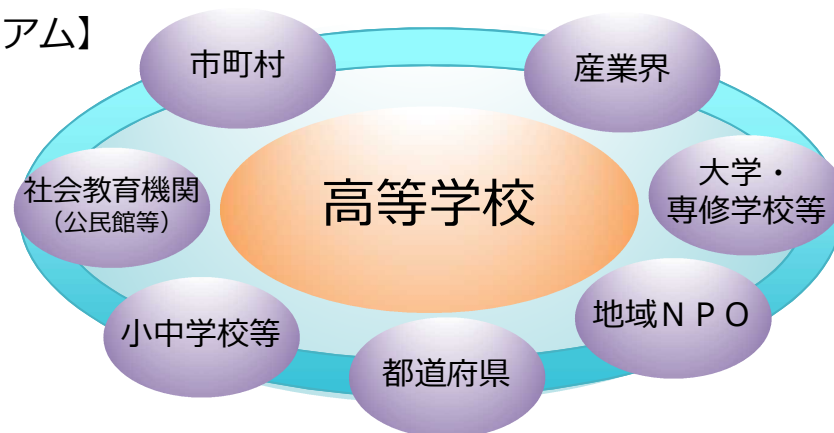 アム】
市町村
産業界
社会教育機関
（公民館等）
高等学校
大学・
専修学校等
小中学校等
地域ＮＰＯ
都道府県